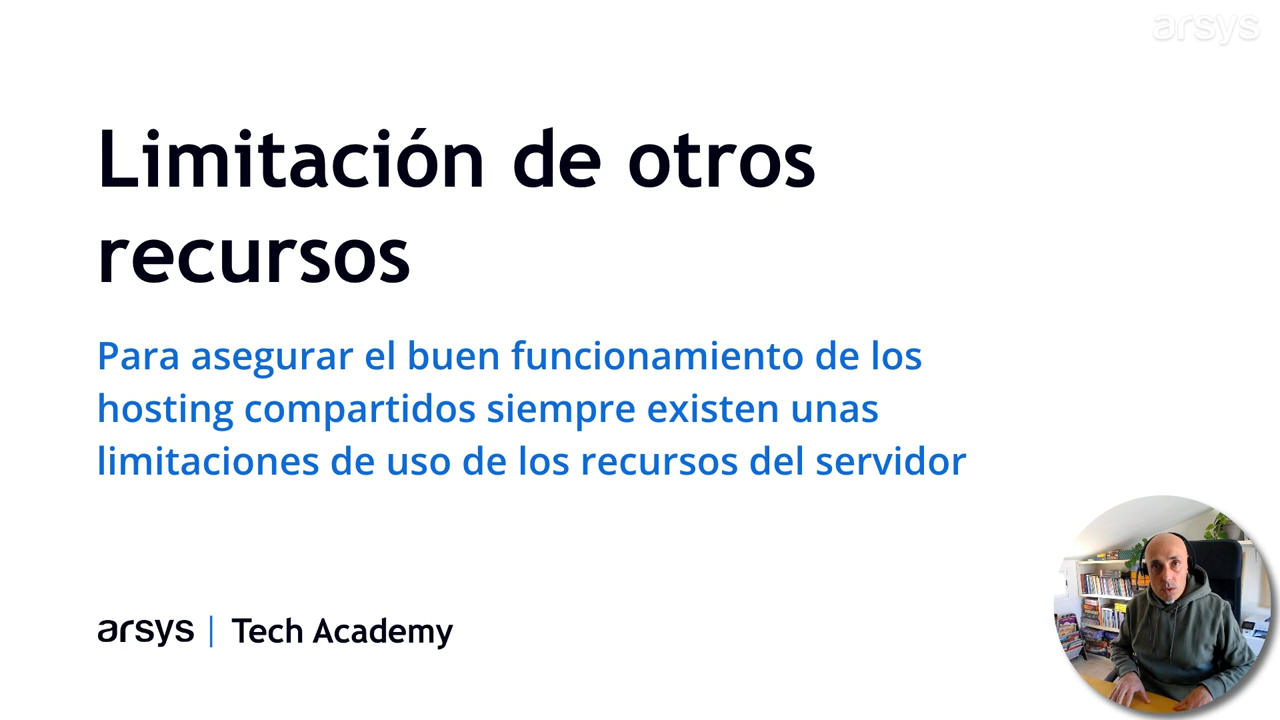 arsys
Limitación de otros
recursos
Para asegurar el buen funcionamiento de los
hosting compartidos siempre existen unas
limitaciones de uso de los recursos del servidor
arsys | Tech Academy